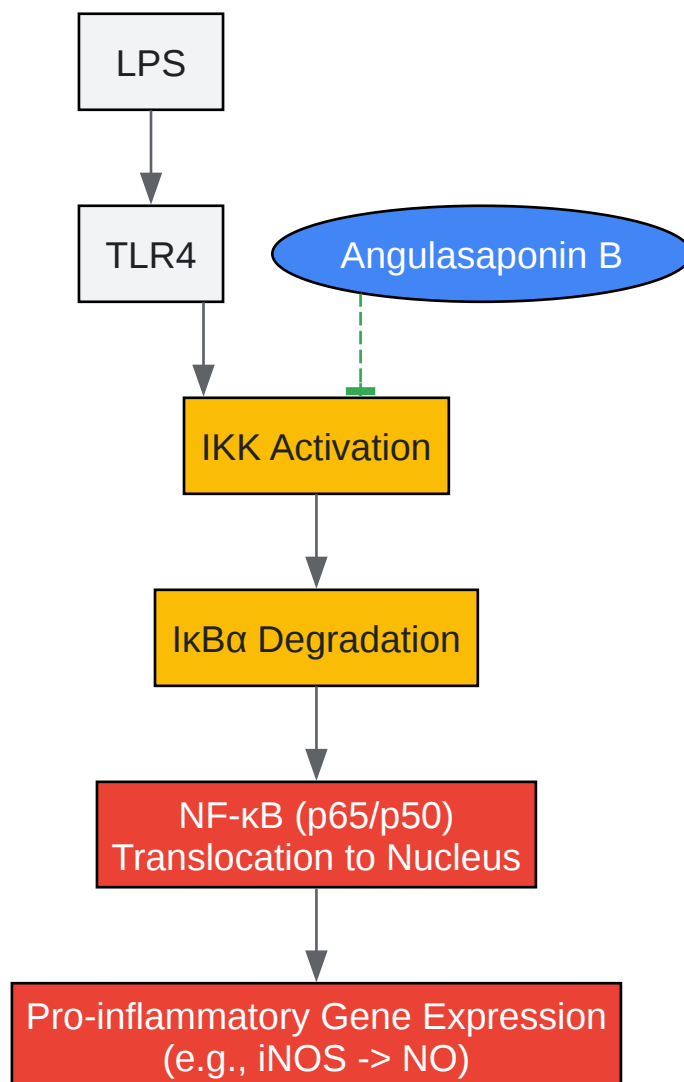 LPS
TLR4
Angulasaponin B
IKK Activation
IκBα Degradation
NF-κB (p65/p50)
Translocation to Nucleus
Pro-inflammatory Gene Expression
(e.g., iNOS -> NO)